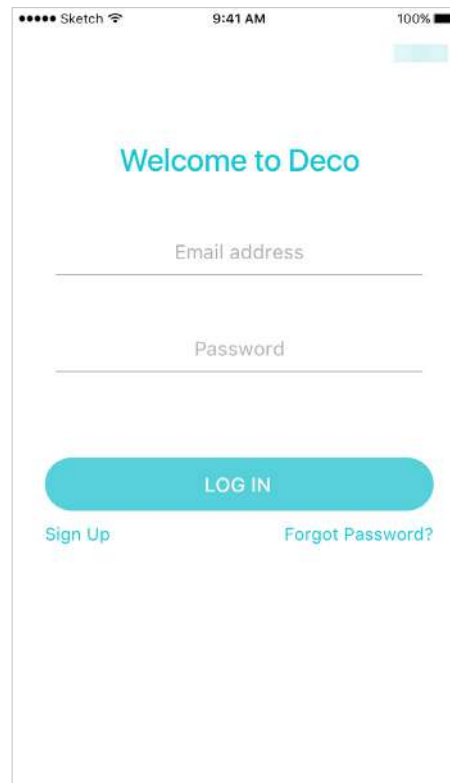 Sketch 9:41 AM 100%
Welcome to Deco
Email address
Password
LOG IN
Sign Up Forgot Password?